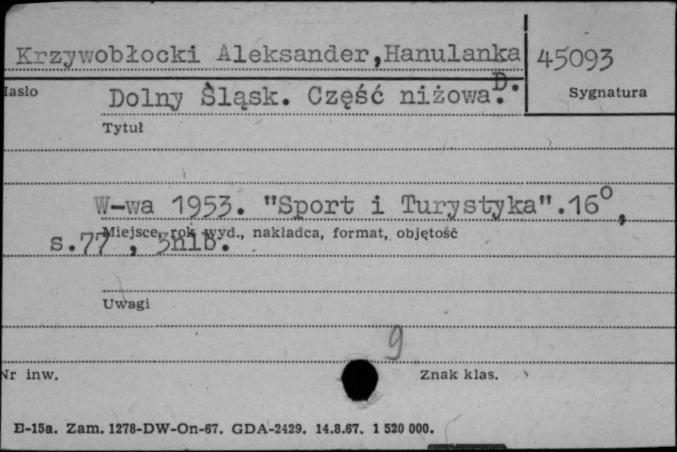 Krzywobłocki Aleksander, Hanulanka D.
45093
Hasło
Sygnatura
Dolny Śląsk. Część niżowa.
Tytuł
W-wa 1953. "Sport i Turystyka".16°,
Miejsce, rok wyd., nakładca, format, objętość
s.77 , 3nlb.
Uwagi
9
Nr inw.
Znak klas.
D-15a. Zam. 1278-DW-On-67. GDA-2429. 14.8.67. 1 520 000.